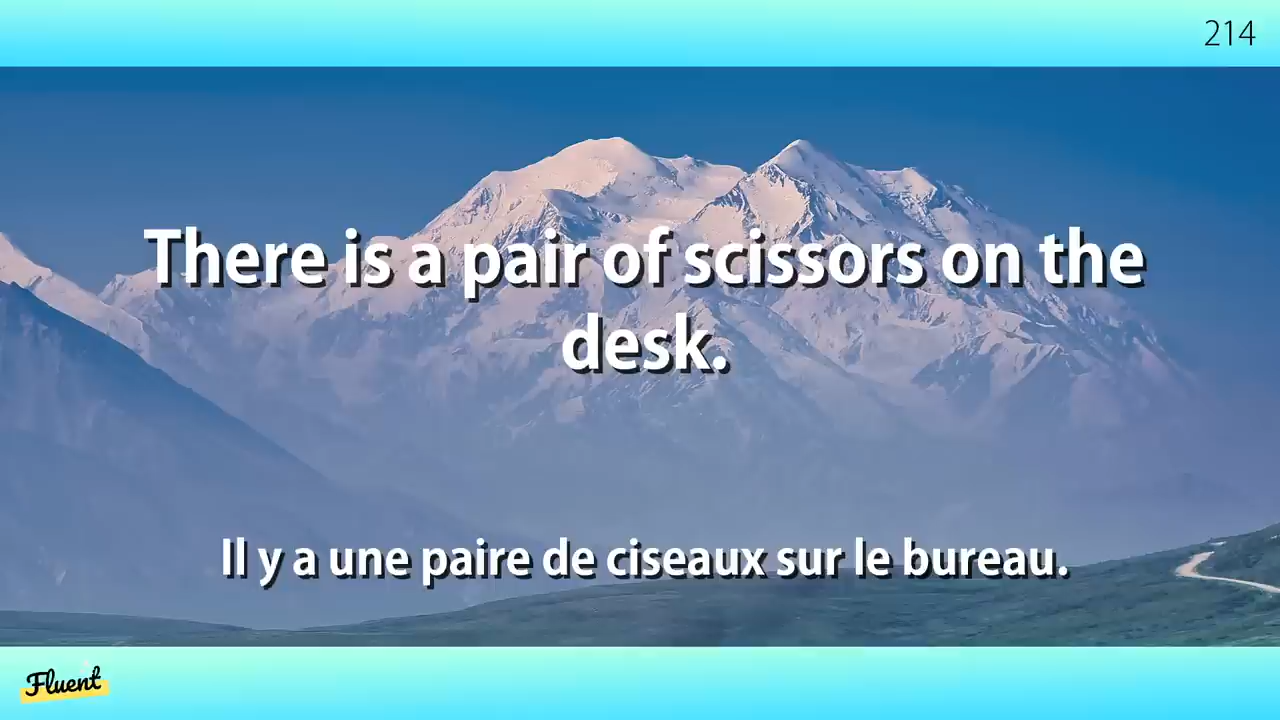 214
There is a pair of scissors on the
desk.
Il y a une paire de ciseaux sur le bureau.
Fluent